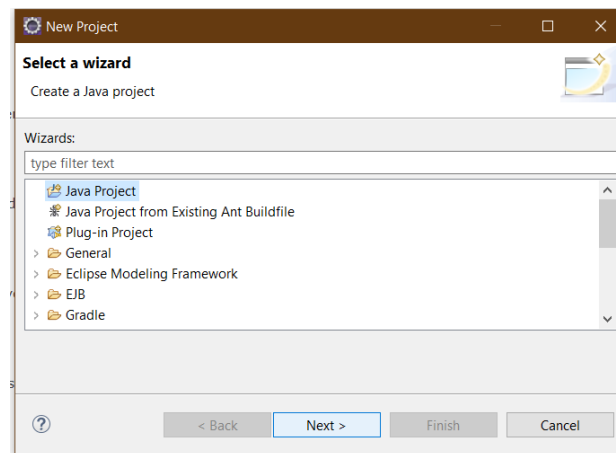 New Project
Select a wizard
Create a Java project
Wizards:
type filter text
Java Project
Java Project from Existing Ant Buildfile
Plug-in Project
General
Eclipse Modeling Framework
EJB
Gradle
? < Back Next > Finish Cancel